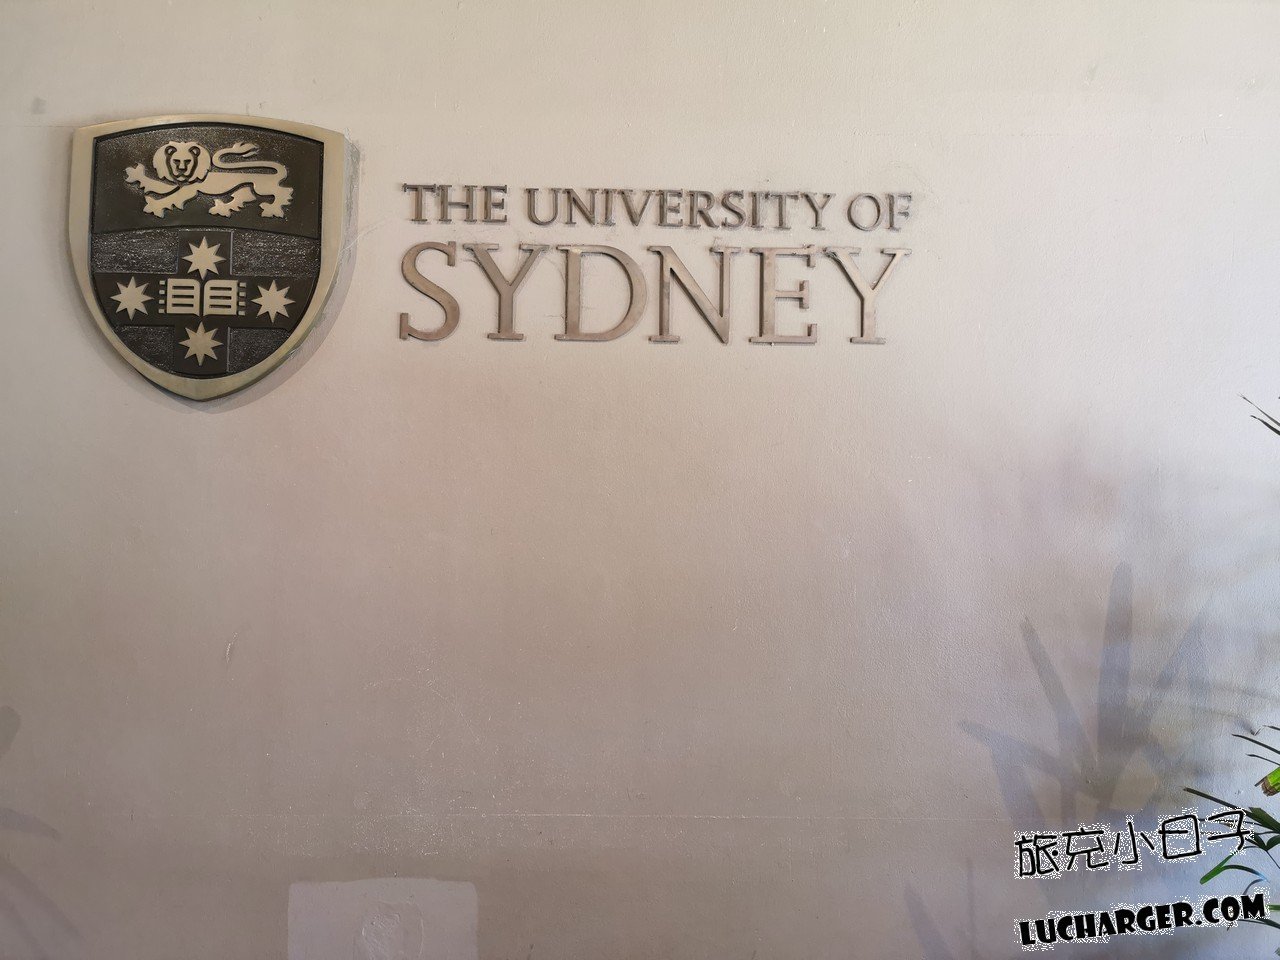 THE UNIVERSITY OF
SYDNEY
旅充小日子
LUCHARGER.COM